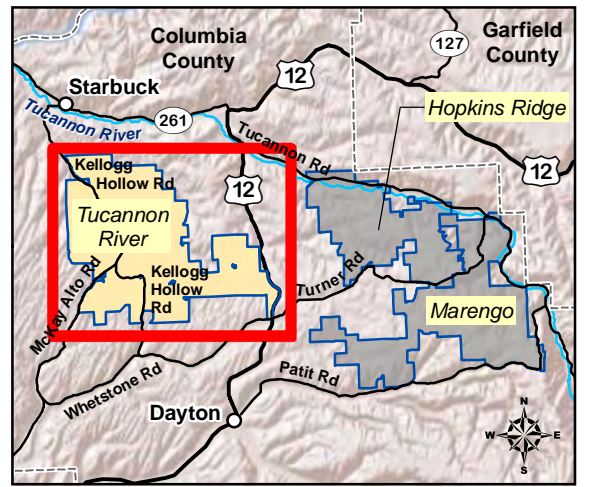 Columbia
County
Garfield
County
127
12
Starbuck
Hopkins Ridge
Tucannon
River
261
Tucannon Rd
12
Kellogg
Hollow Rd
12
Tucannon
River
Kellogg
Hollow
Rd
McKay Alto Rd
Turner Rd
Marengo
Whetstone Rd
Patit Rd
Dayton
N
W
E
S